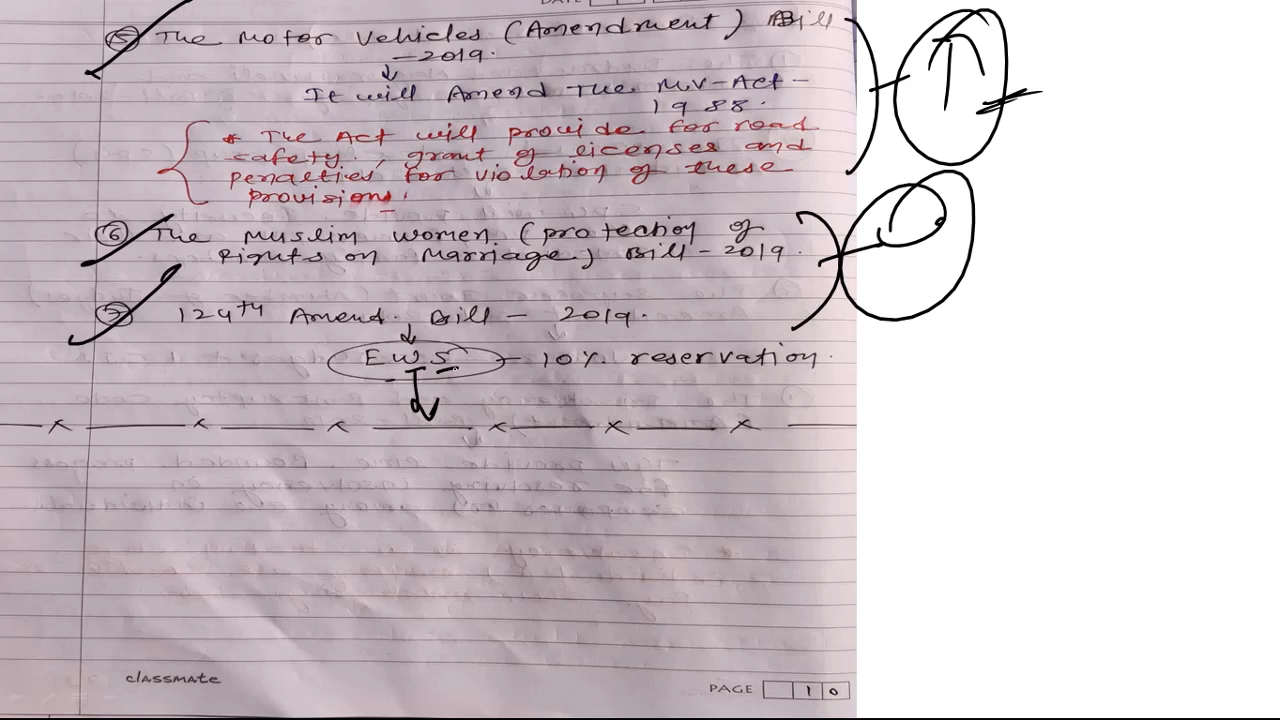 DATE
⑤ The Motor Vehicles (Amendment) Bill
-2019.
It will Amend The M.V-Act-
1988.
* The Act will provide for road
safety., grant of licenses and
penalties for violation of these
provisions.
⑥ The Muslim women (protection of
Rights on Marriage) Bill-2019.
⑦ 124th Amend. Bill - 2019.
EWS - 10% reservation.
classmate
PAGE 10